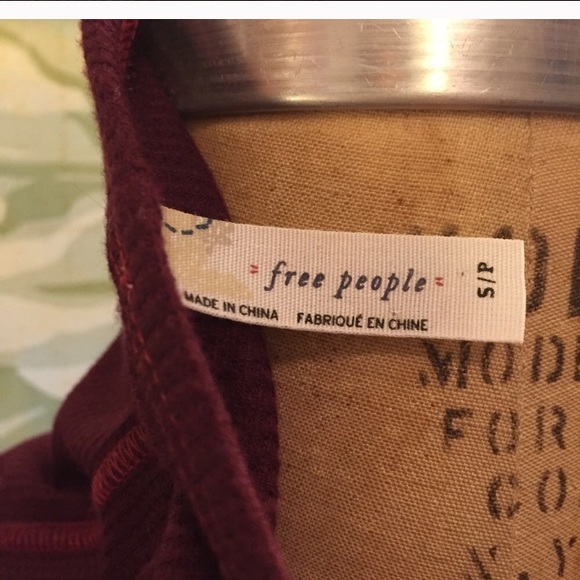 = free people =
S/P
MADE IN CHINA FABRIQUÉ EN CHINE
MOD
FOR
CO